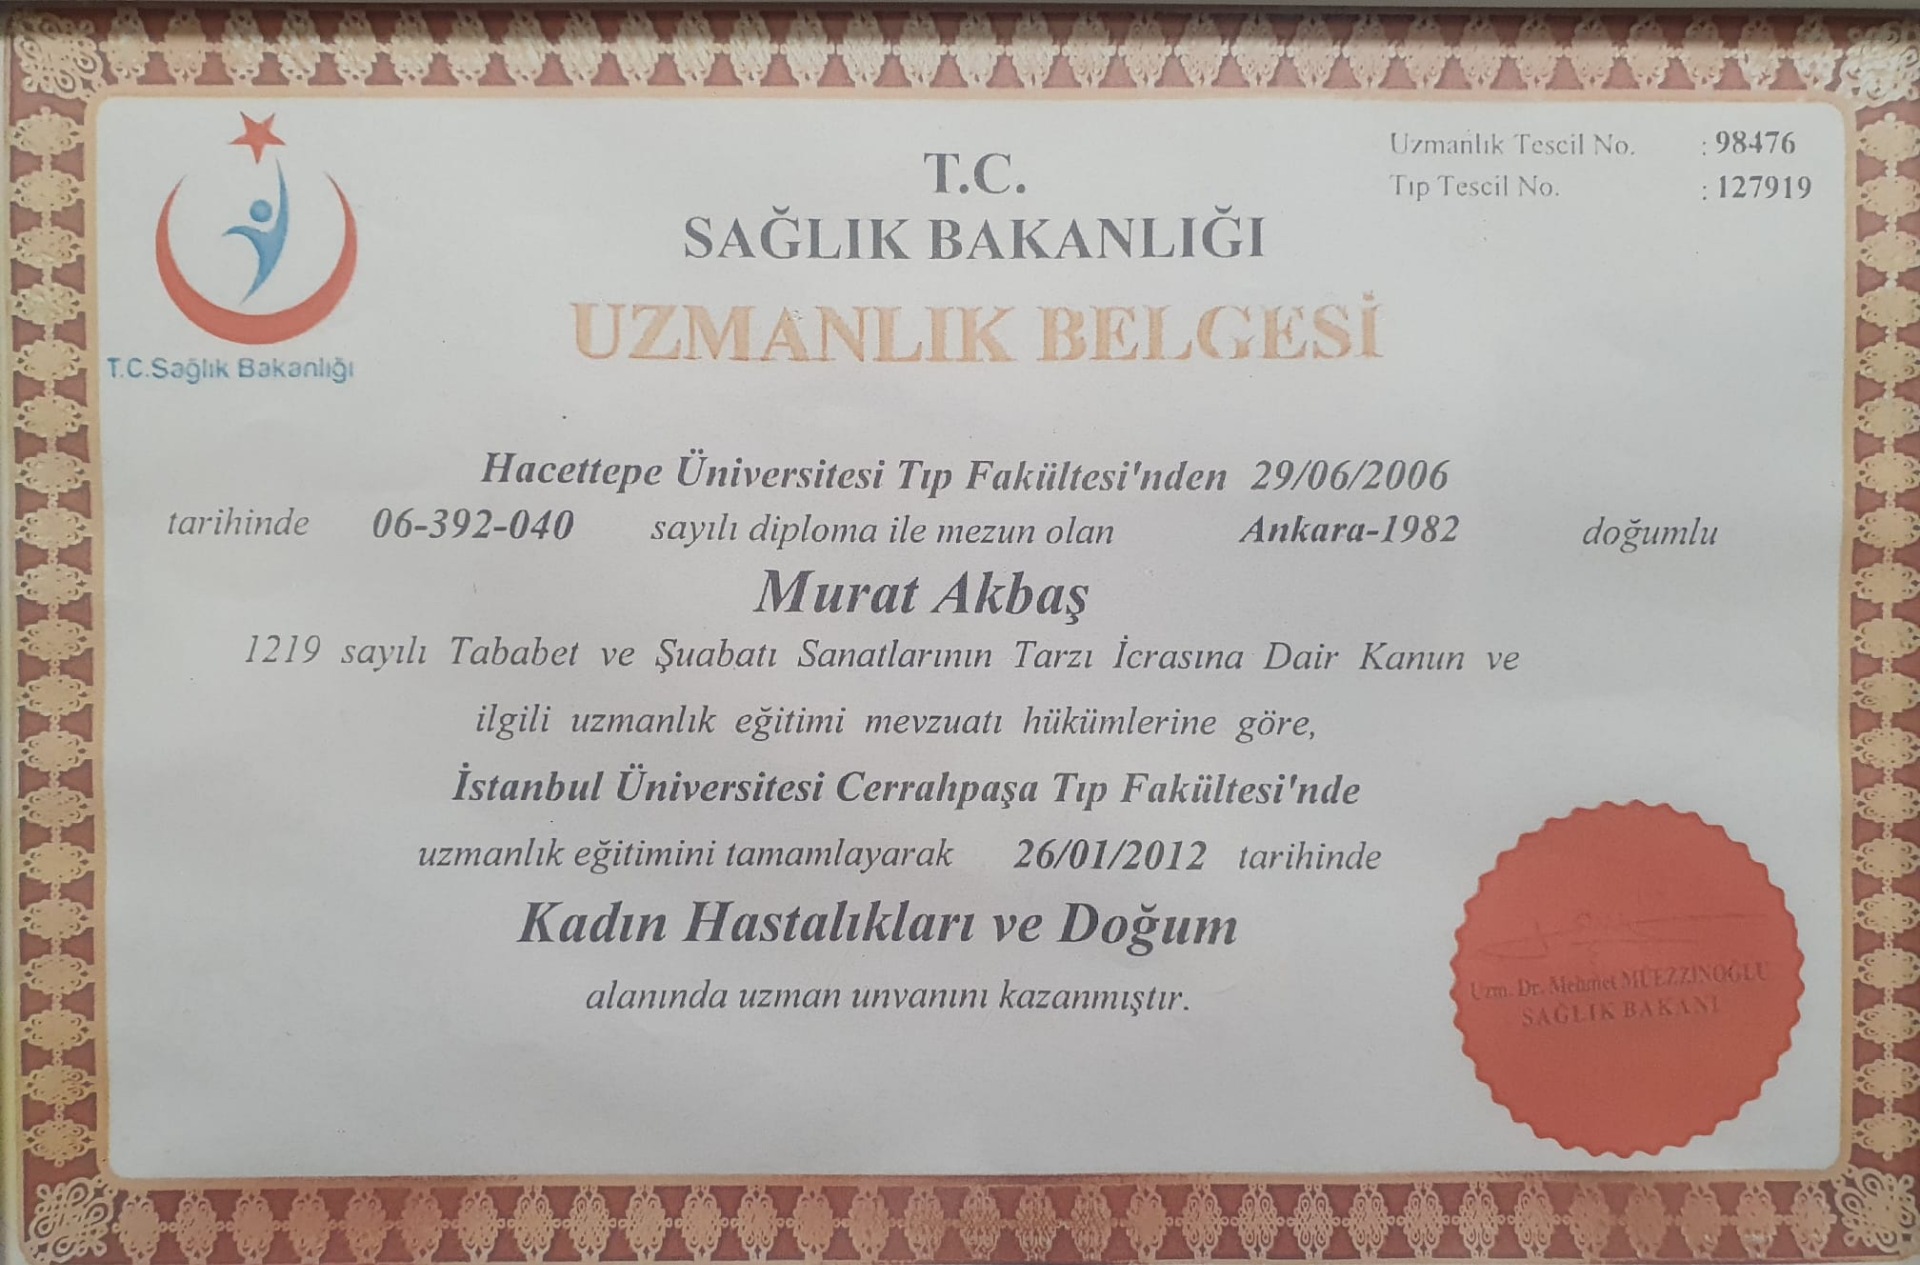 T.C.Sağlık Bakanlığı
T.C.
SAĞLIK BAKANLIĞI
UZMANLIK BELGESİ
Uzmanlık Tescil No. : 98476
Tıp Tescil No. : 127919
Hacettepe Üniversitesi Tıp Fakültesi'nden 29/06/2006
tarihinde 06-392-040 sayılı diploma ile mezun olan Ankara-1982 doğumlu
Murat Akbaş
1219 sayılı Tababet ve Şuabatı Sanatlarının Tarzı İcrasına Dair Kanun ve
ilgili uzmanlık eğitimi mevzuatı hükümlerine göre,
İstanbul Üniversitesi Cerrahpaşa Tıp Fakültesi'nde
uzmanlık eğitimini tamamlayarak 26/01/2012 tarihinde
Kadın Hastalıkları ve Doğum
alanında uzman unvanını kazanmıştır.
Uzm. Dr. Mehmet MÜEZZİNOĞLU
SAĞLIK BAKANI